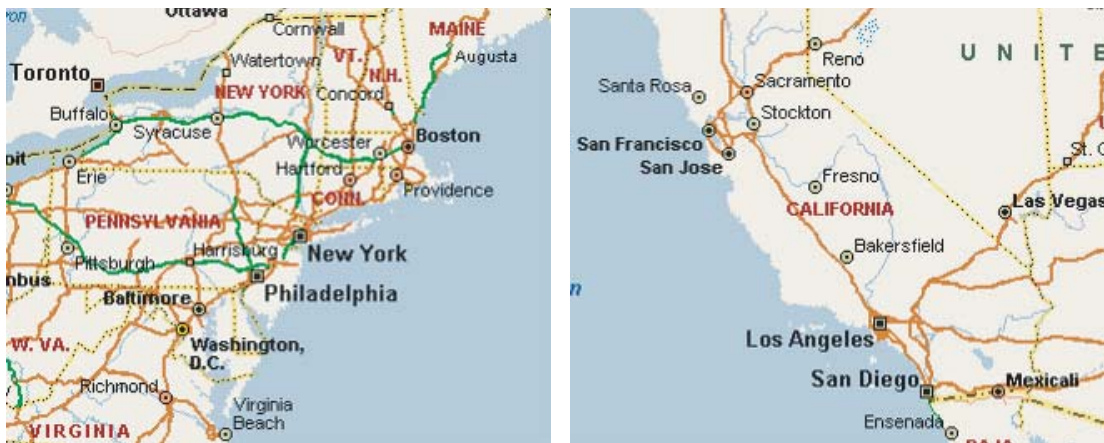 Ottawa
Cornwall
MAINE
Toronto
Watertown
VT.
Augusta
N.H.
NEW YORK
Concord
Buffalo
Syracuse
Boston
Worcester
Hartford
Erie
Providence
CONN.
PENNSYLVANIA
Harrisburg
New York
Pittsburgh
Philadelphia
Baltimore
W. VA.
Washington,
D.C.
Richmond
Virginia
Beach
VIRGINIA
Reno
U N I T E
Santa Rosa
Sacramento
Stockton
San Francisco
San Jose
St.
Fresno
Las Vegas
CALIFORNIA
Bakersfield
Los Angeles
San Diego
Mexicali
Ensenada